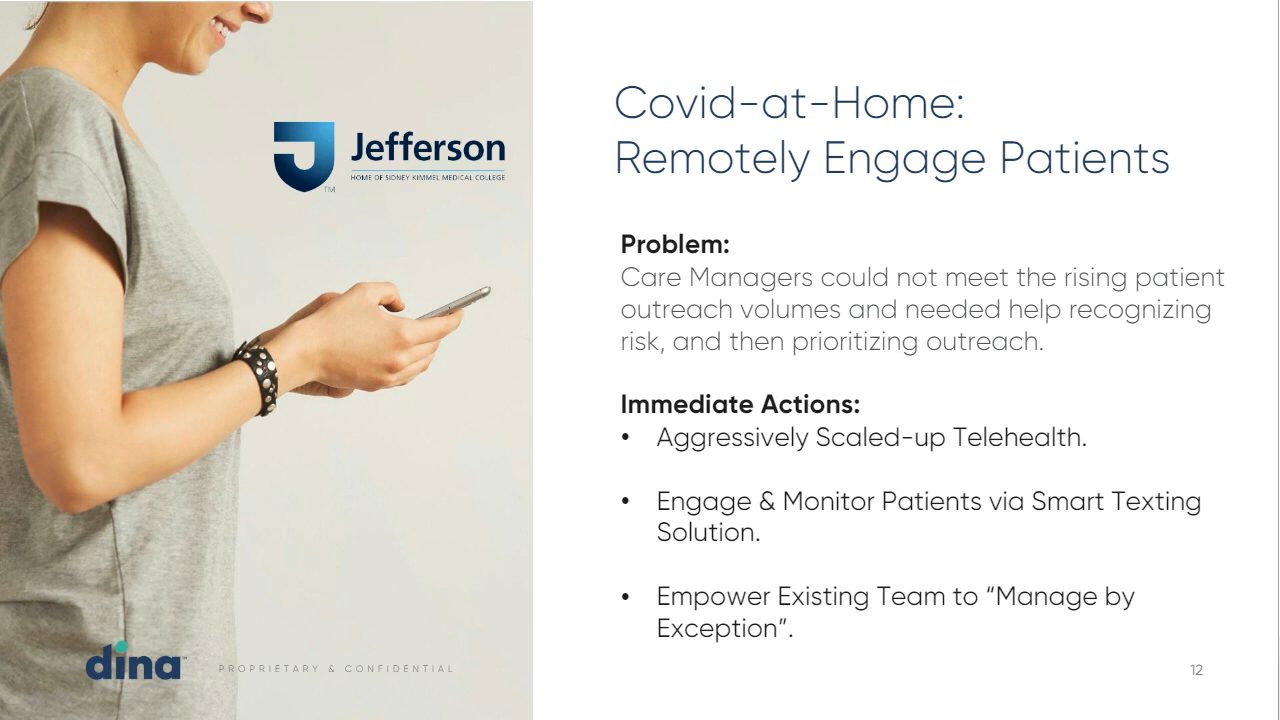 Jefferson
TM
HOME OF SIDNEY KIMMEL MEDICAL COLLEGE
Covid-at-Home:
Remotely Engage Patients
Problem:
Care Managers could not meet the rising patient
outreach volumes and needed help recognizing
risk, and then prioritizing outreach.
Immediate Actions:
• Aggressively Scaled-up Telehealth.
• Engage & Monitor Patients via Smart Texting
Solution.
• Empower Existing Team to “Manage by
Exception”.
dina™
PROPRIETARY & CONFIDENTIAL
12